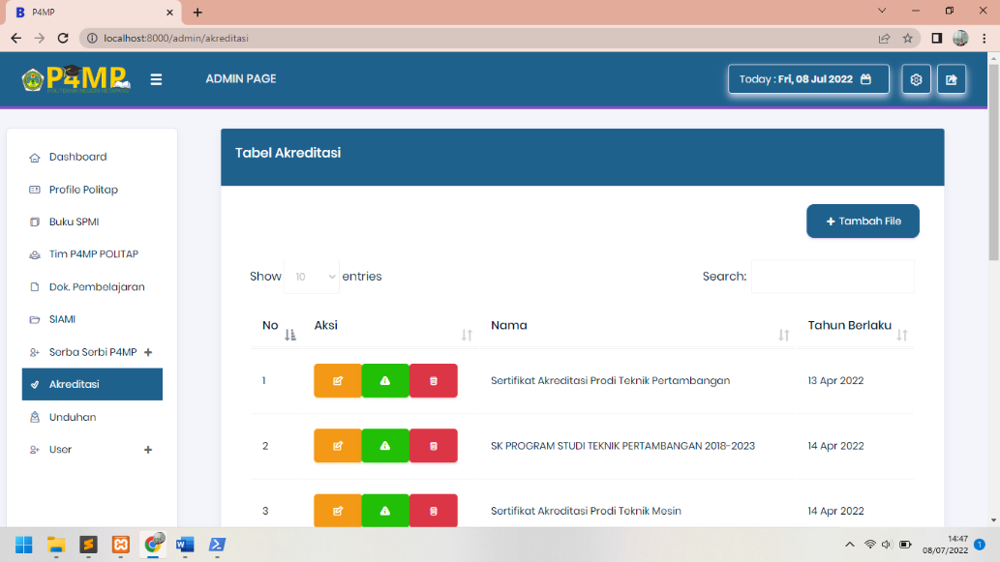 P4MP
localhost:8000/admin/akreditasi
P4MP
ADMIN PAGE
Today : Fri, 08 Jul 2022
Dashboard
Profile Politap
Buku SPMI
Tim P4MP POLITAP
Dok. Pembelajaran
SIAMI
Serba Serbi P4MP +
Akreditasi
Unduhan
User +
Tabel Akreditasi
+ Tambah File
Show 10 entries
Search:
No Aksi Nama Tahun Berlaku
1 Sertifikat Akreditasi Prodi Teknik Pertambangan 13 Apr 2022
2 SK PROGRAM STUDI TEKNIK PERTAMBANGAN 2018-2023 14 Apr 2022
3 Sertifikat Akreditasi Prodi Teknik Mesin 14 Apr 2022
14:47
08/07/2022
1